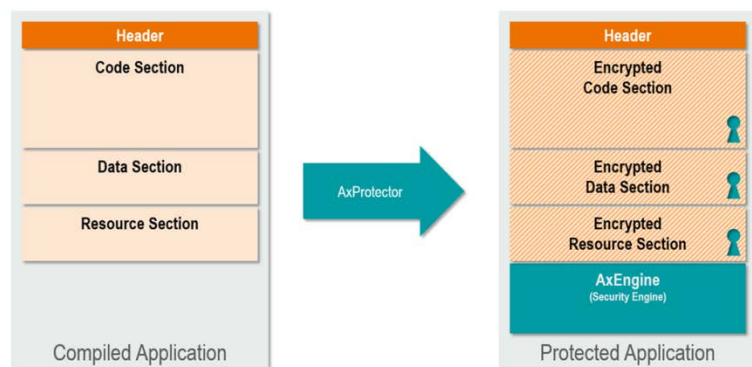 Header
Code Section
Data Section
Resource Section
Compiled Application
AxProtector
Header
Encrypted
Code Section
Encrypted
Data Section
Encrypted
Resource Section
AxEngine
(Security Engine)
Protected Application